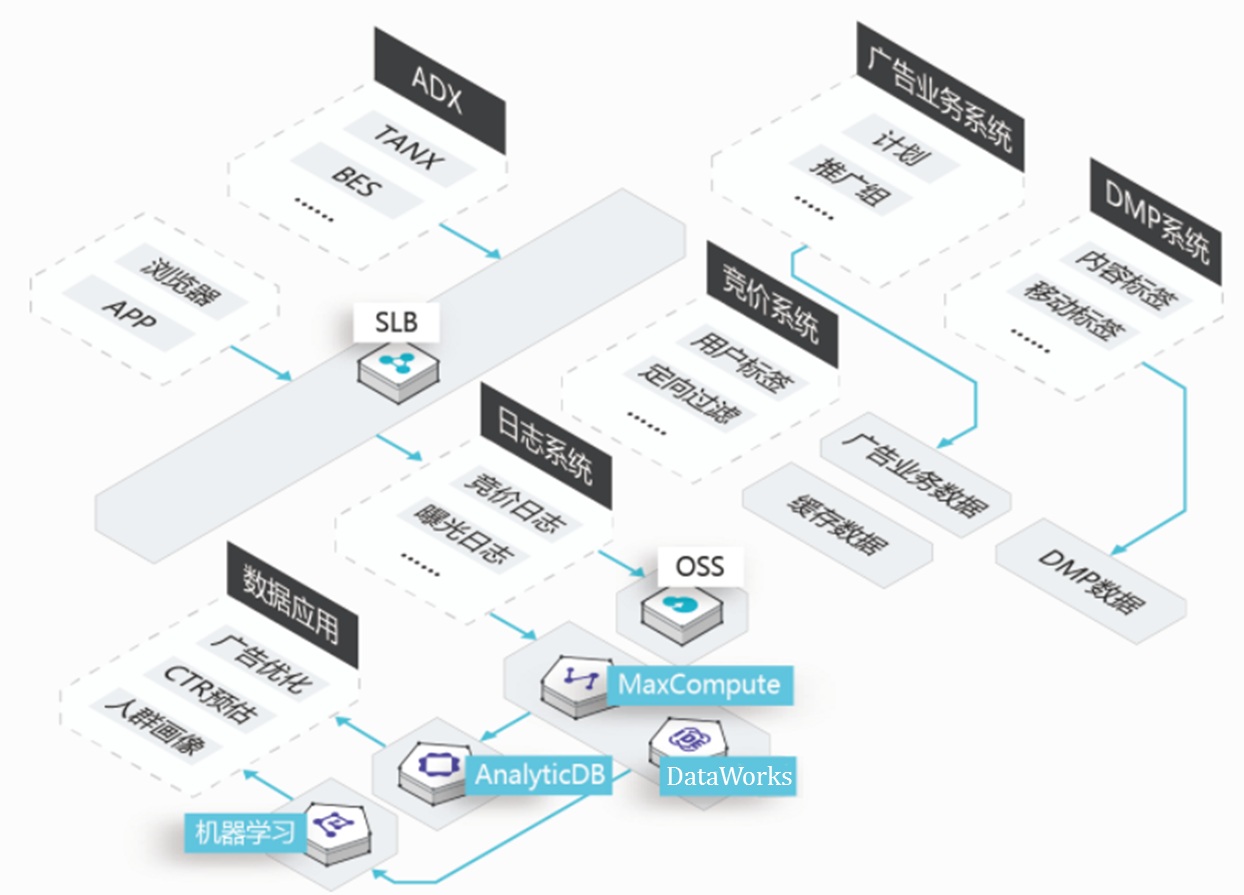 ADX
TANX
BES
......
浏览器
APP
SLB
广告业务系统
计划
推广组
......
DMP系统
内容标签
移动标签
......
竞价系统
用户标签
定向过滤
......
广告业务数据
缓存数据
DMP数据
日志系统
竞价日志
曝光日志
......
OSS
MaxCompute
DataWorks
AnalyticDB
机器学习
数据应用
广告优化
CTR预估
人群画像